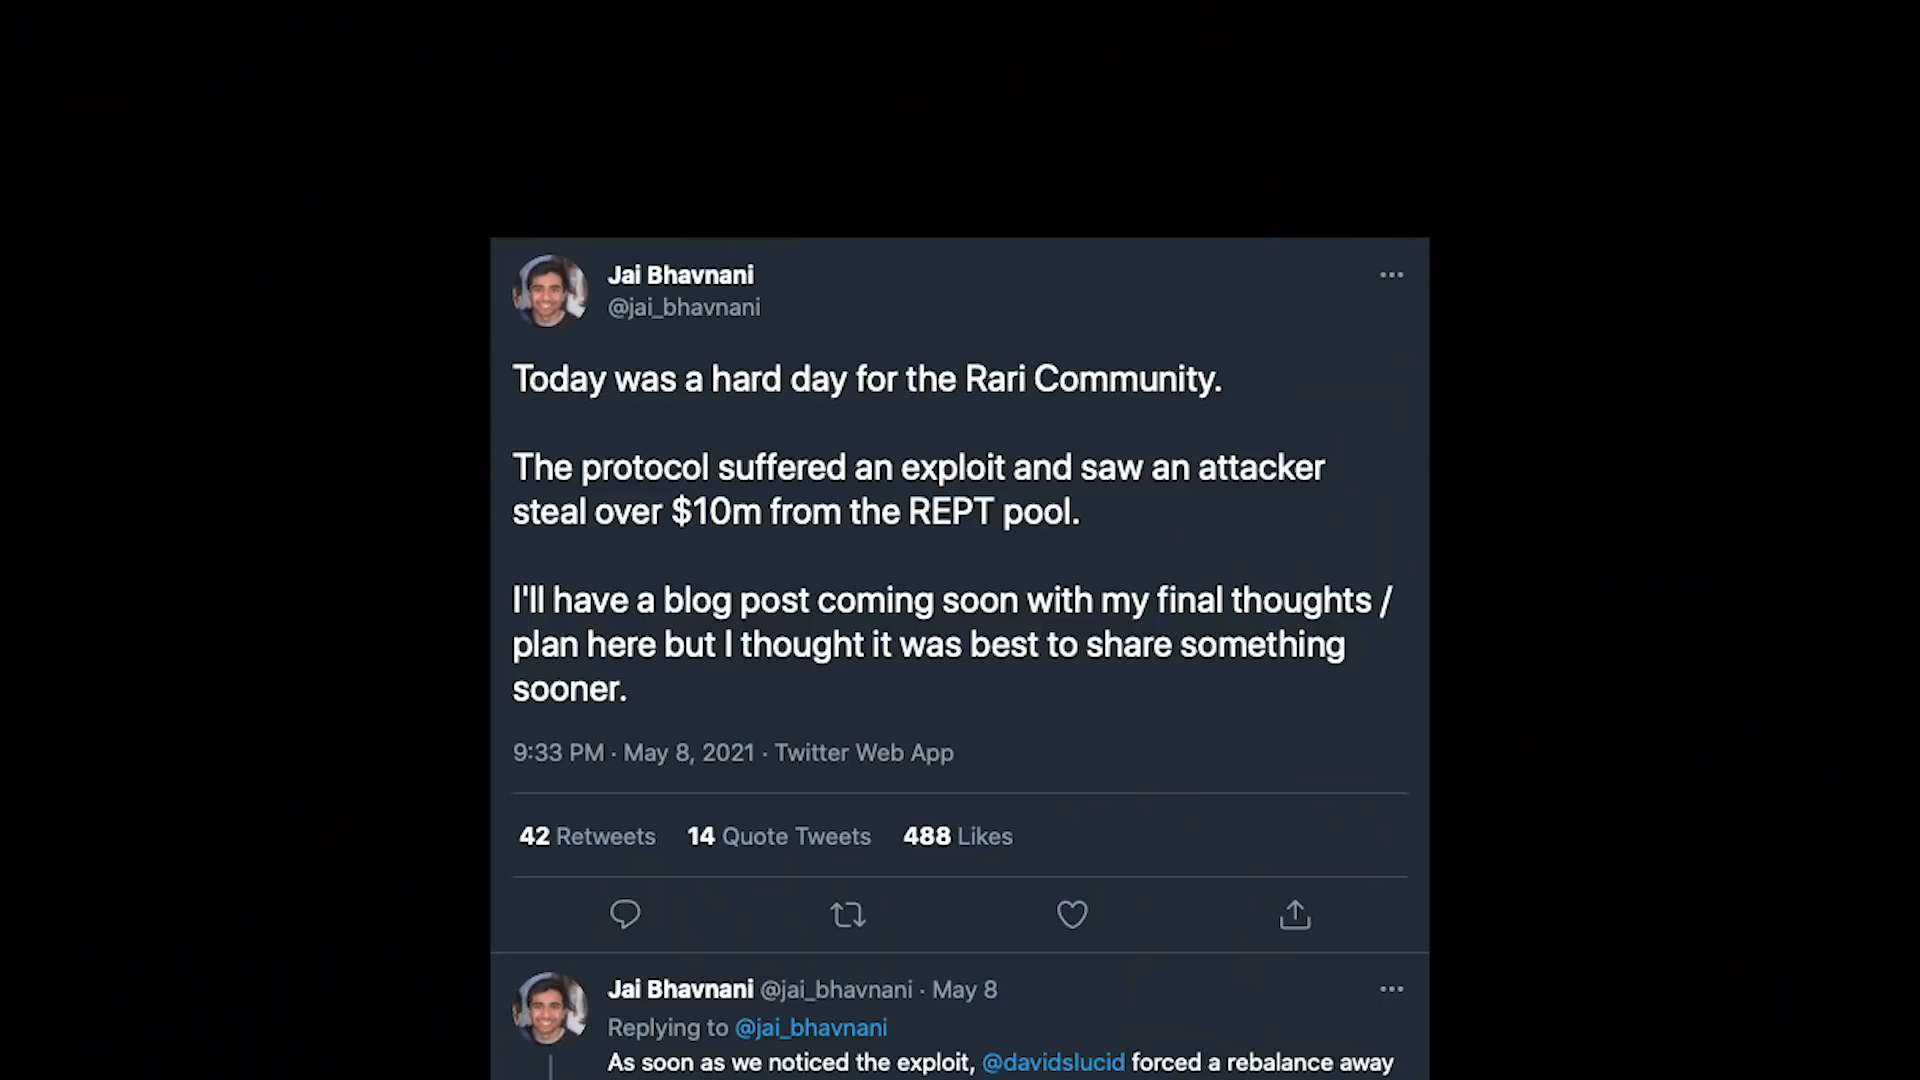 Jai Bhavnani
@jai_bhavnani
Today was a hard day for the Rari Community.
The protocol suffered an exploit and saw an attacker
steal over $10m from the REPT pool.
I'll have a blog post coming soon with my final thoughts /
plan here but I thought it was best to share something
sooner.
9:33 PM · May 8, 2021 · Twitter Web App
42 Retweets 14 Quote Tweets 488 Likes
Jai Bhavnani @jai_bhavnani · May 8
Replying to @jai_bhavnani
As soon as we noticed the exploit, @davidslucid forced a rebalance away